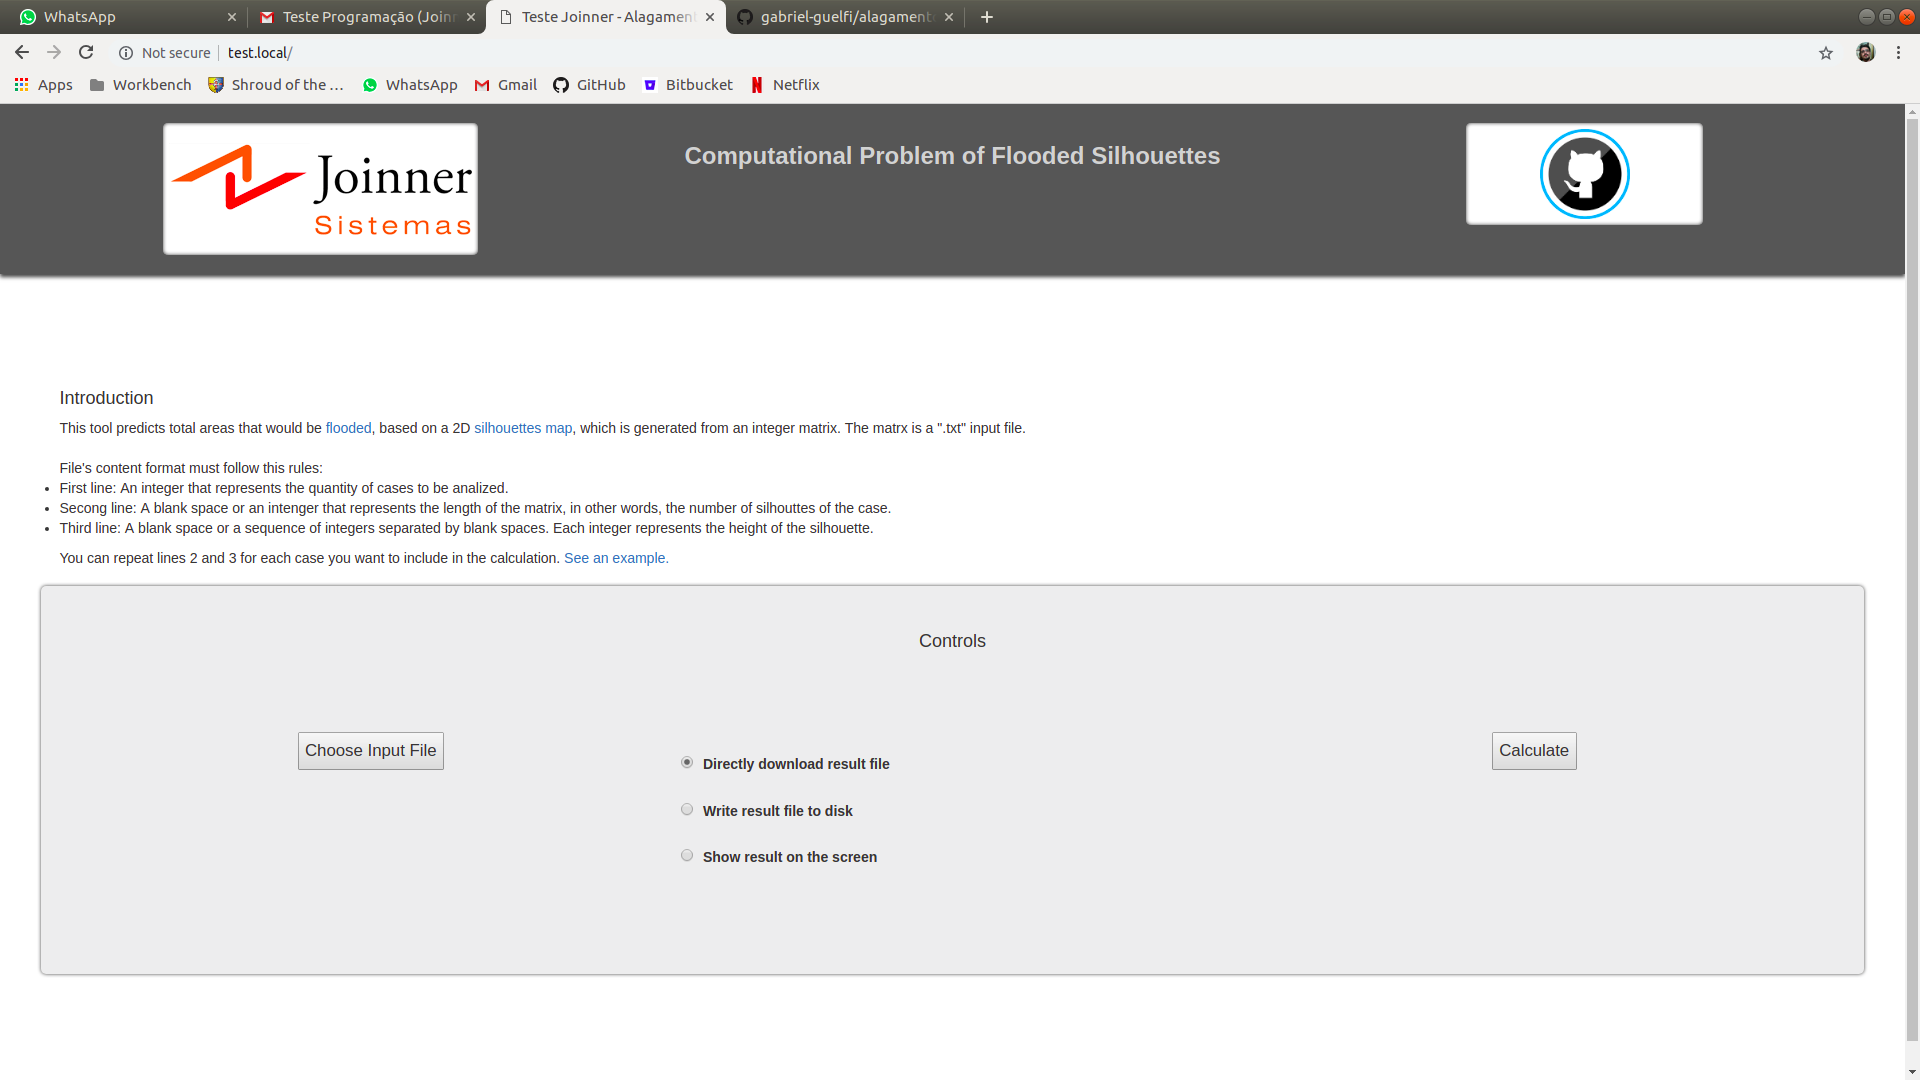 WhatsApp
Teste Programação (Join
Teste Joinner - Alagamen
gabriel-guelfi/alagament
Not secure
test.local/
Apps
Workbench
Shroud of the ...
WhatsApp
Gmail
GitHub
Bitbucket
Netflix
Joinner
Sistemas
Computational Problem of Flooded Silhouettes
Introduction
This tool predicts total areas that would be flooded, based on a 2D silhouettes map, which is generated from an integer matrix. The matrx is a ".txt" input file.
File's content format must follow this rules:
First line: An integer that represents the quantity of cases to be analized.
Secong line: A blank space or an intenger that represents the length of the matrix, in other words, the number of silhouttes of the case.
Third line: A blank space or a sequence of integers separated by blank spaces. Each integer represents the height of the silhouette.
You can repeat lines 2 and 3 for each case you want to include in the calculation. See an example.
Controls
Choose Input File
Directly download result file
Write result file to disk
Show result on the screen
Calculate